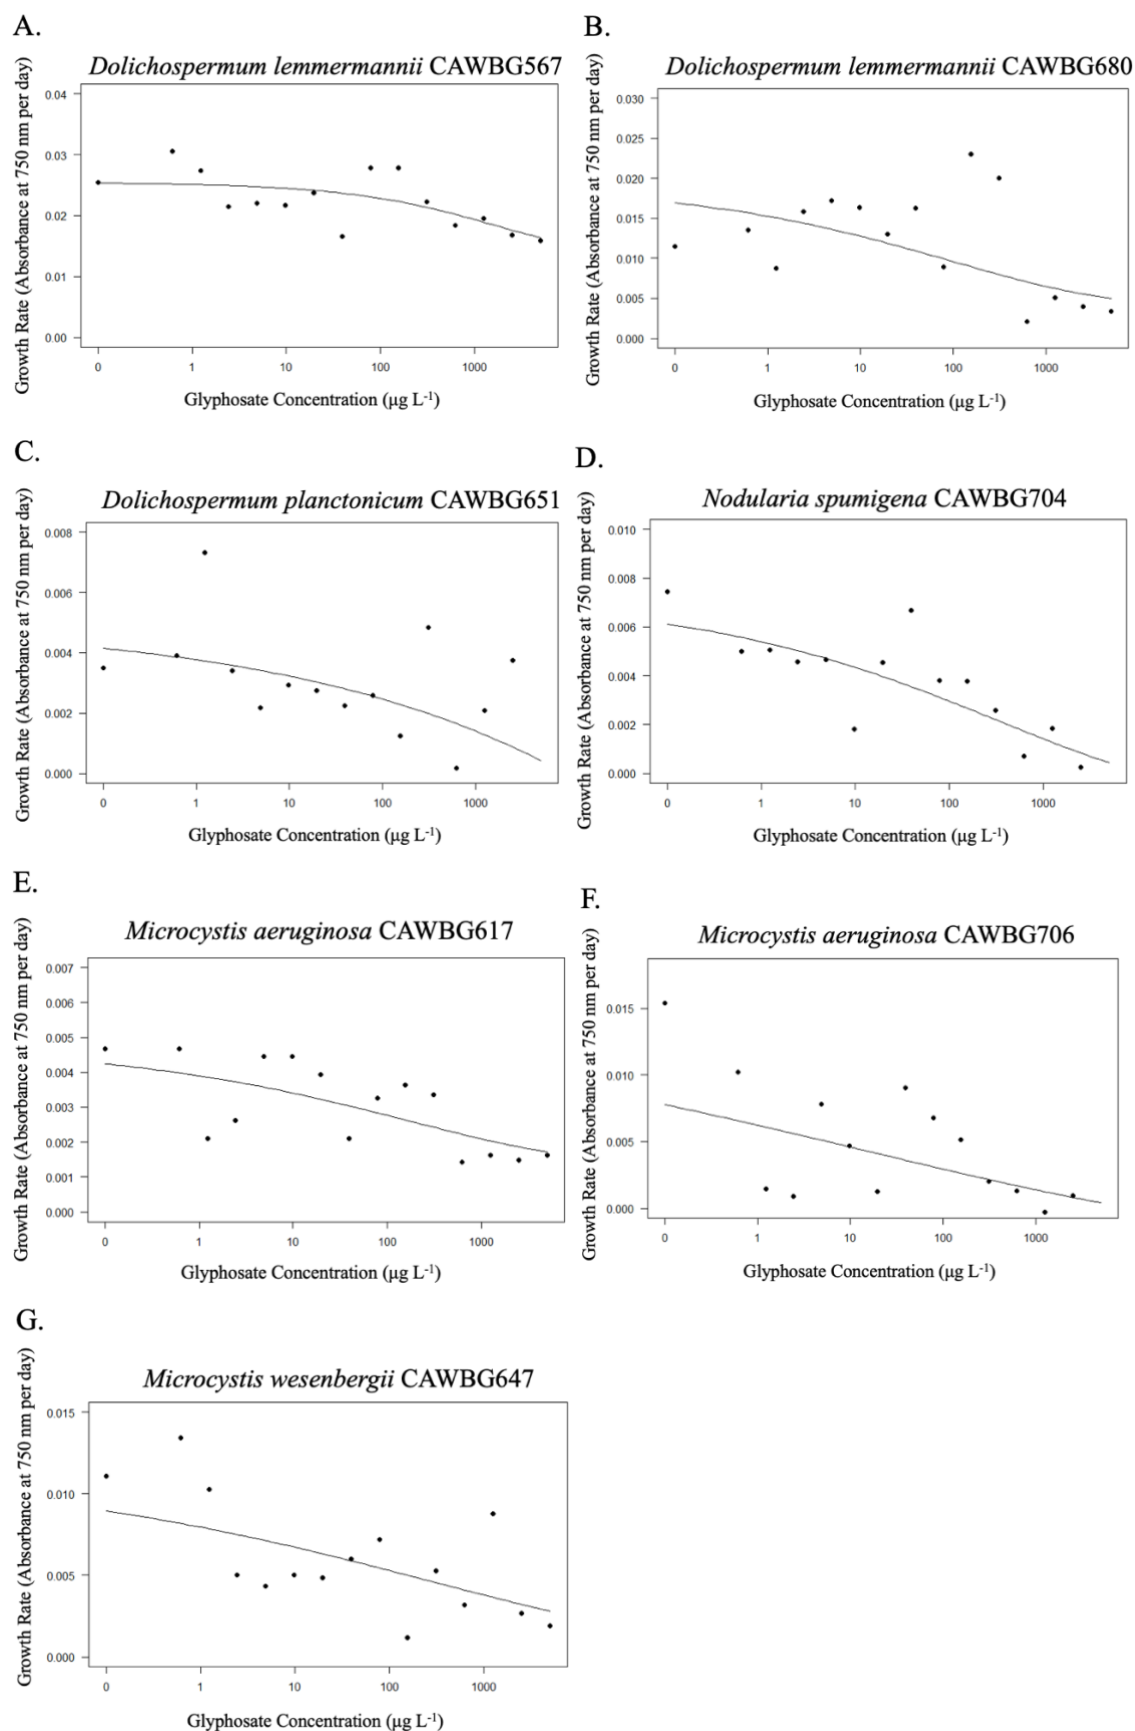 A.
Dolichospermum lemmermannii CAWBG567
Growth Rate (Absorbance at 750 nm per day)
0.04
0.03
0.02
0.01
0.00
0 1 10 100 1000
Glyphosate Concentration (µg L-1)
B.
Dolichospermum lemmermannii CAWBG680
Growth Rate (Absorbance at 750 nm per day)
0.030
0.025
0.020
0.015
0.010
0.005
0.000
0 1 10 100 1000
Glyphosate Concentration (µg L-1)
C.
Dolichospermum planctonicum CAWBG651
Growth Rate (Absorbance at 750 nm per day)
0.008
0.006
0.004
0.002
0.000
0 1 10 100 1000
Glyphosate Concentration (µg L-1)
D.
Nodularia spumigena CAWBG704
Growth Rate (Absorbance at 750 nm per day)
0.010
0.008
0.006
0.004
0.002
0.000
0 1 10 100 1000
Glyphosate Concentration (µg L-1)
E.
Microcystis aeruginosa CAWBG617
Growth Rate (Absorbance at 750 nm per day)
0.007
0.006
0.005
0.004
0.003
0.002
0.001
0.000
0 1 10 100 1000
Glyphosate Concentration (µg L-1)
F.
Microcystis aeruginosa CAWBG706
Growth Rate (Absorbance at 750 nm per day)
0.015
0.010
0.005
0.000
0 1 10 100 1000
Glyphosate Concentration (µg L-1)
G.
Microcystis wesenbergii CAWBG647
Growth Rate (Absorbance at 750 nm per day)
0.015
0.010
0.005
0.000
0 1 10 100 1000
Glyphosate Concentration (µg L-1)